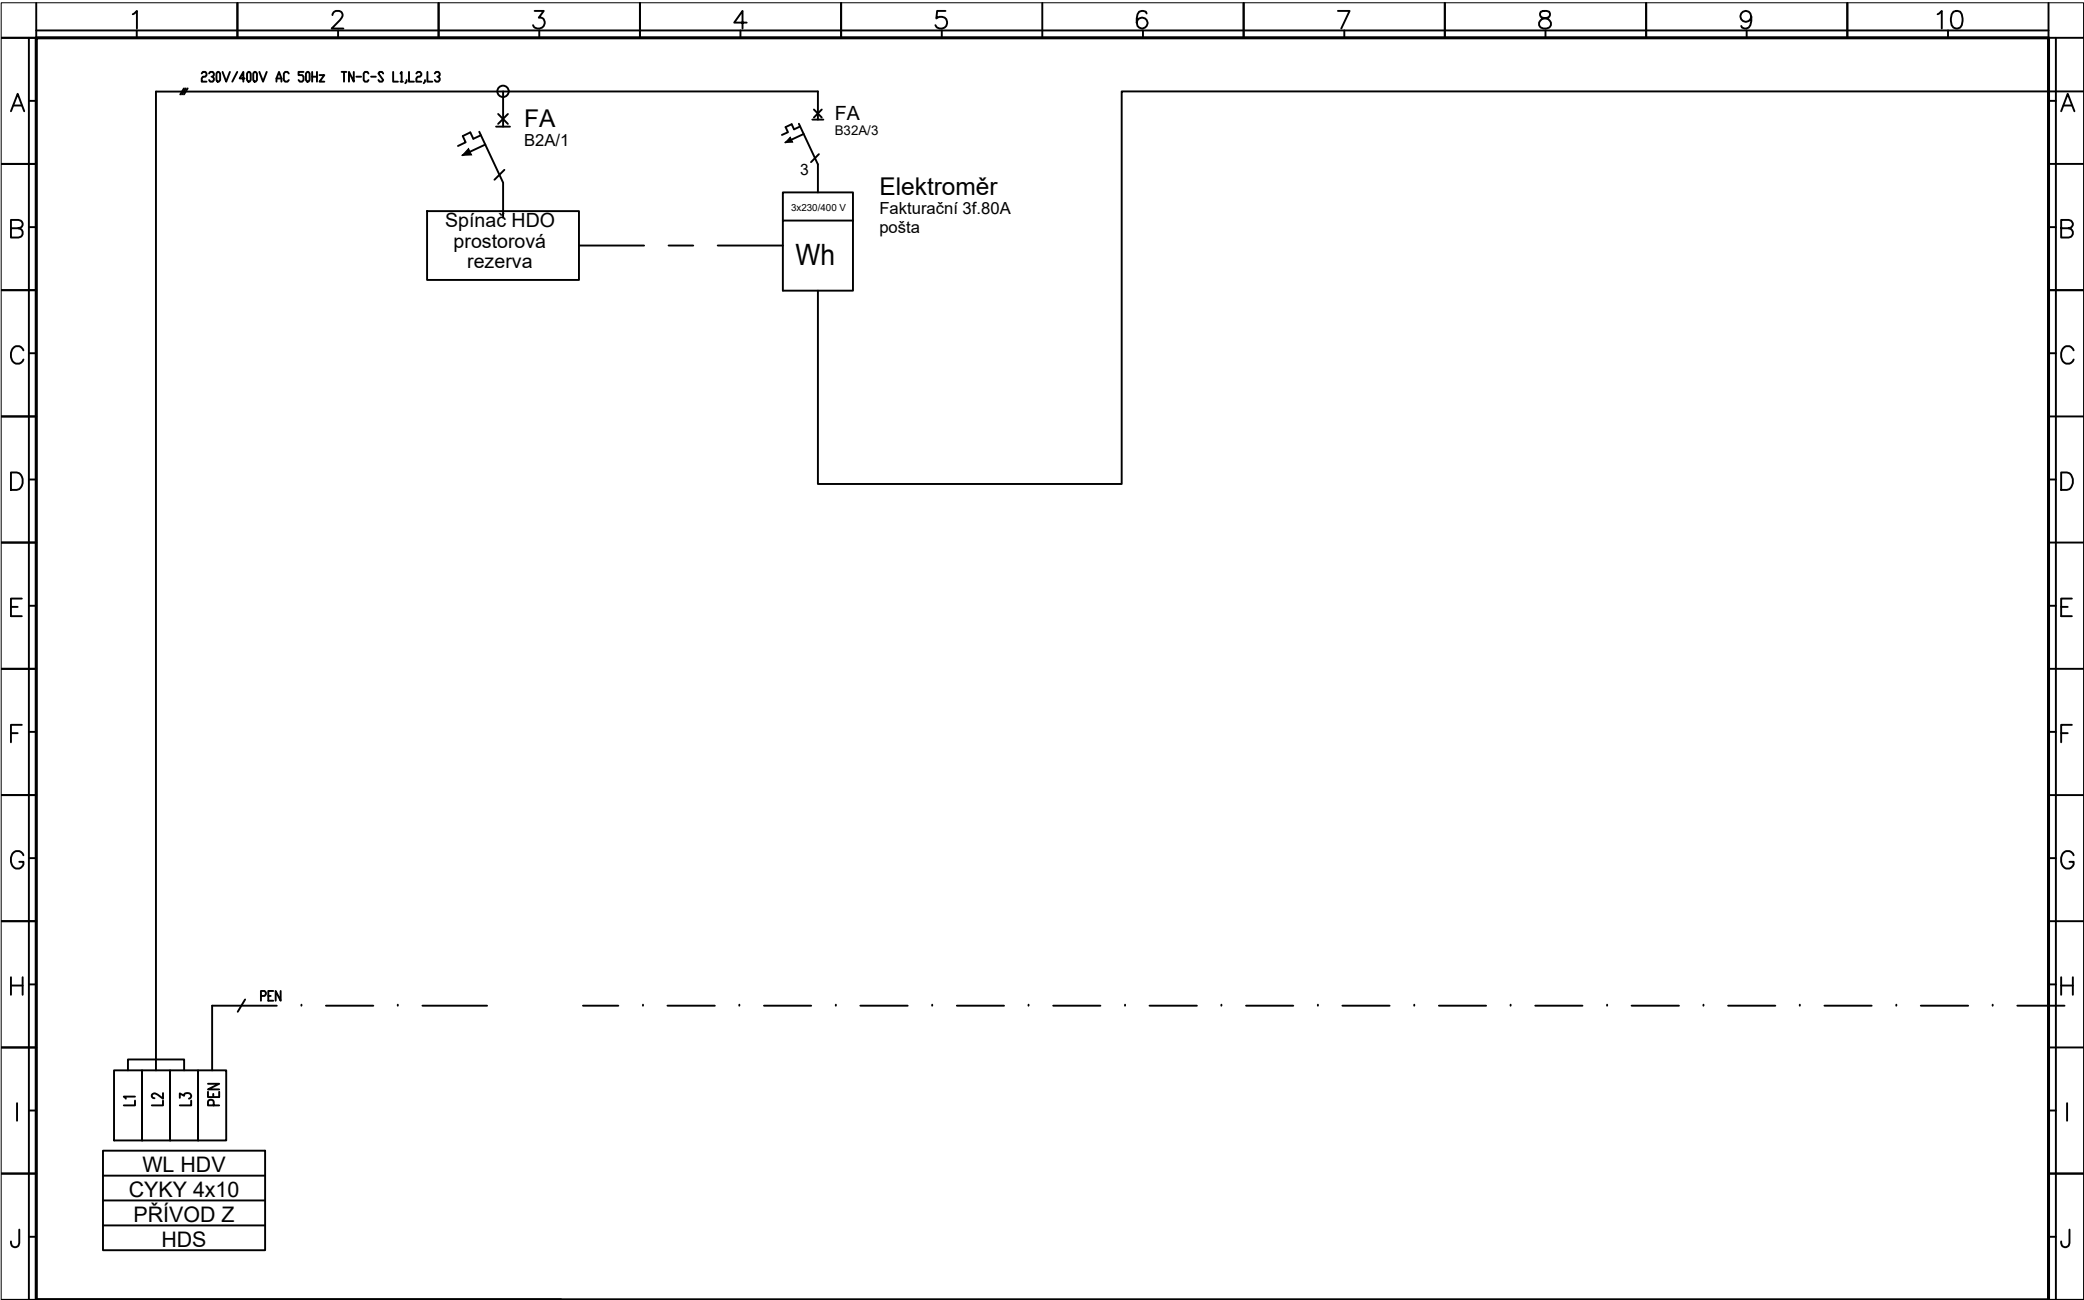 1 2 3 4 5 6 7 8 9 10
230V/400V AC 50Hz TN-C-S L1,L2,L3
A A
FA
B2A/1
FA
B32A/3
3
Elektroměr
Fakturační 3f.80A
pošta
3x230/400 V
Wh
Spínač HDO
prostorová
rezerva
B B
C C
D D
E E
F F
G G
H H
PEN
L1 L2 L3 PEN
I I
WL HDV
CYKY 4x10
PŘÍVOD Z
HDS
J J